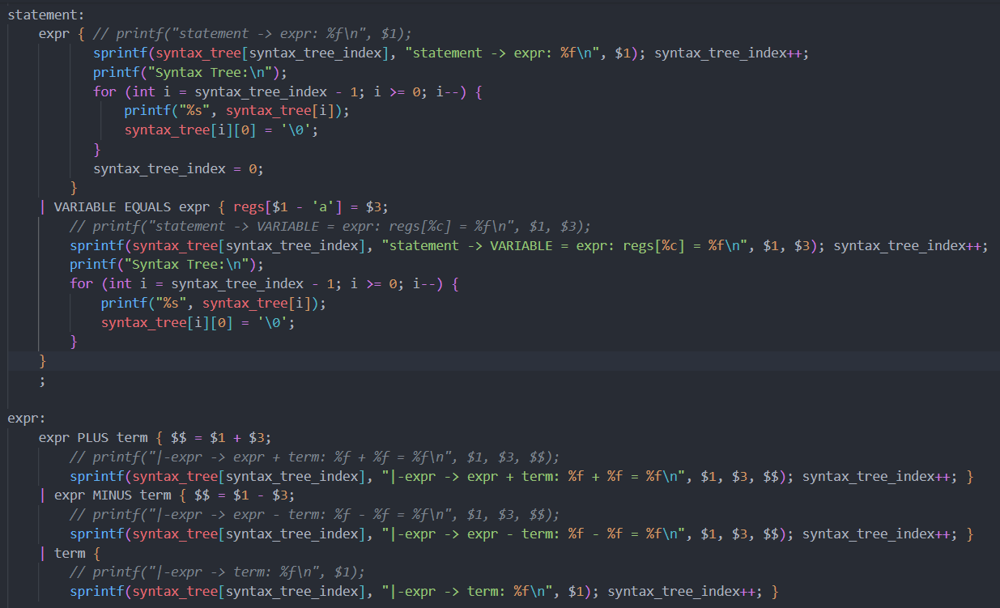 statement:
    expr { // printf("statement -> expr: %f\n", $1);
           sprintf(syntax_tree[syntax_tree_index], "statement -> expr: %f\n", $1); syntax_tree_index++;
           printf("Syntax Tree:\n");
           for (int i = syntax_tree_index - 1; i >= 0; i--) {
               printf("%s", syntax_tree[i]);
               syntax_tree[i][0] = '\0';
           }
           syntax_tree_index = 0;
        }
    | VARIABLE EQUALS expr { regs[$1 - 'a'] = $3;
        // printf("statement -> VARIABLE = expr: regs[%c] = %f\n", $1, $3);
        sprintf(syntax_tree[syntax_tree_index], "statement -> VARIABLE = expr: regs[%c] = %f\n", $1, $3); syntax_tree_index++;
        printf("Syntax Tree:\n");
        for (int i = syntax_tree_index - 1; i >= 0; i--) {
            printf("%s", syntax_tree[i]);
            syntax_tree[i][0] = '\0';
        }
    }
    ;

expr:
    expr PLUS term { $$ = $1 + $3;
        // printf("|-expr -> expr + term: %f + %f = %f\n", $1, $3, $$);
        sprintf(syntax_tree[syntax_tree_index], "|-expr -> expr + term: %f + %f = %f\n", $1, $3, $$); syntax_tree_index++; }
    | expr MINUS term { $$ = $1 - $3;
        // printf("|-expr -> expr - term: %f - %f = %f\n", $1, $3, $$);
        sprintf(syntax_tree[syntax_tree_index], "|-expr -> expr - term: %f - %f = %f\n", $1, $3, $$); syntax_tree_index++; }
    | term {
        // printf("|-expr -> term: %f\n", $1);
        sprintf(syntax_tree[syntax_tree_index], "|-expr -> term: %f\n", $1); syntax_tree_index++; }